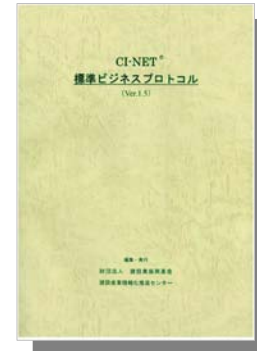 CI-NET®
標準ビジネスプロトコル
(Ver.1.5)
編集・発行
財団法人 建設業振興基金
建設産業情報化推進センター